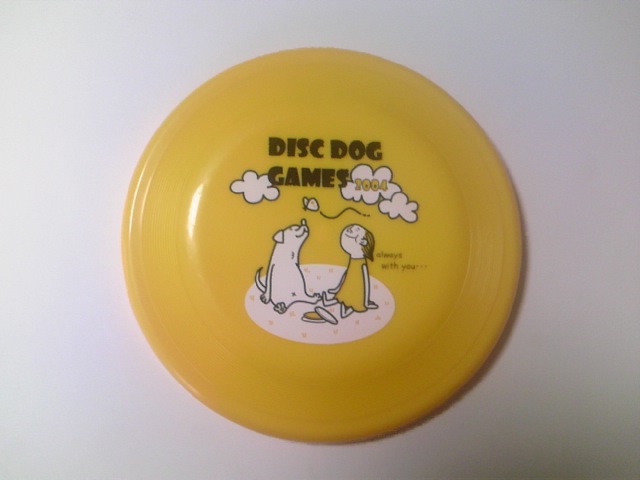 DISC DOG
GAMES 2004
always
with you...